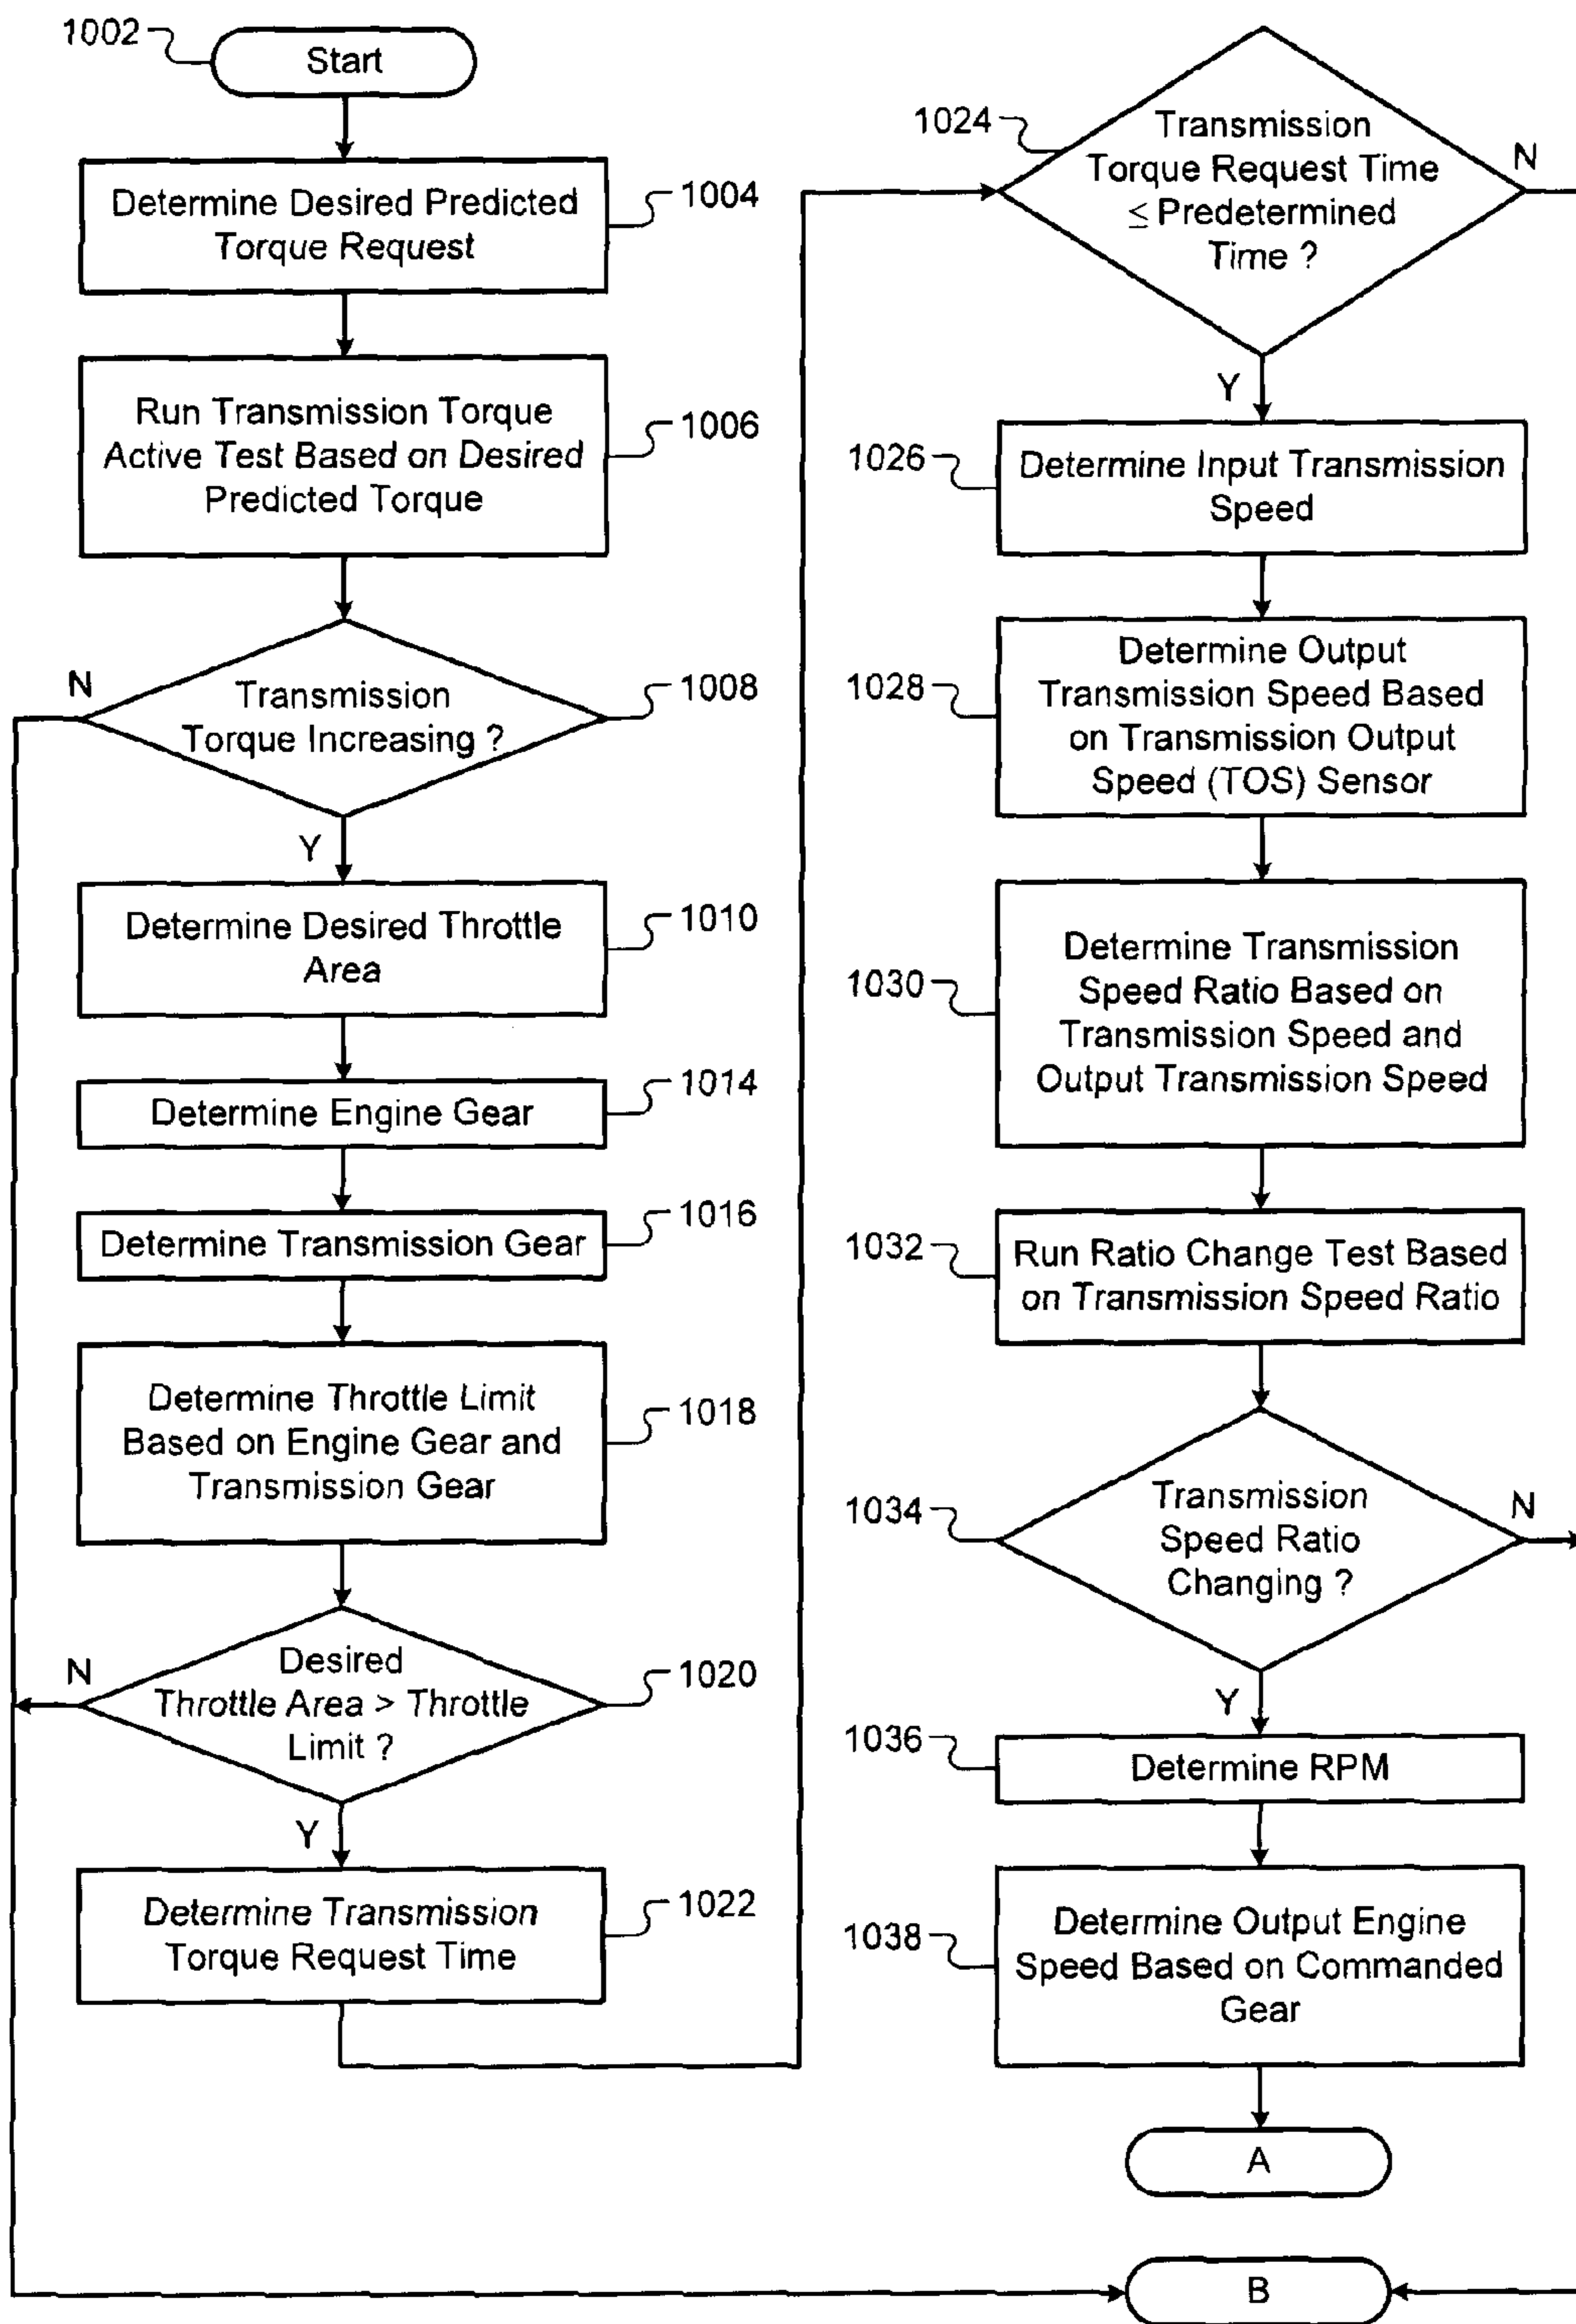 1002
Start
Determine Desired Predicted
Torque Request
1004
Run Transmission Torque
Active Test Based on Desired
Predicted Torque
1006
N
Transmission
Torque Increasing ?
1008
Y
Determine Desired Throttle
Area
1010
Determine Engine Gear
1014
Determine Transmission Gear
1016
Determine Throttle Limit
Based on Engine Gear and
Transmission Gear
1018
N
Desired
Throttle Area > Throttle
Limit ?
1020
Y
Determine Transmission
Torque Request Time
1022
1024
Transmission
Torque Request Time
≤ Predetermined
Time ?
N
Y
1026
Determine Input Transmission
Speed
1028
Determine Output
Transmission Speed Based
on Transmission Output
Speed (TOS) Sensor
1030
Determine Transmission
Speed Ratio Based on
Transmission Speed and
Output Transmission Speed
1032
Run Ratio Change Test Based
on Transmission Speed Ratio
1034
Transmission
Speed Ratio
Changing ?
N
Y
1036
Determine RPM
1038
Determine Output Engine
Speed Based on Commanded
Gear
A
B